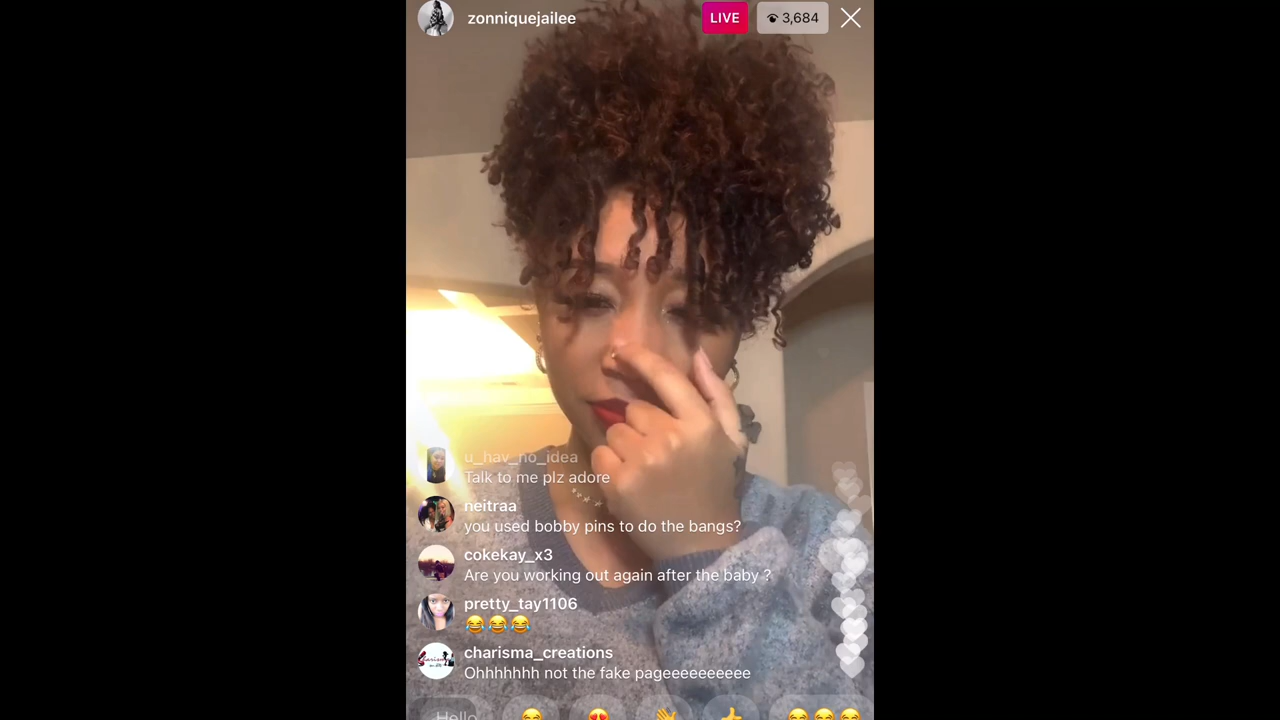 zonniquejailee
LIVE
3,684
u_hav_no_idea
Talk to me plz adore
neitraa
you used bobby pins to do the bangs?
cokekay_x3
Are you working out again after the baby ?
pretty_tay1106
😂😂😂
charisma_creations
Ohhhhhhh not the fake pageeeeeeeeee
Hello